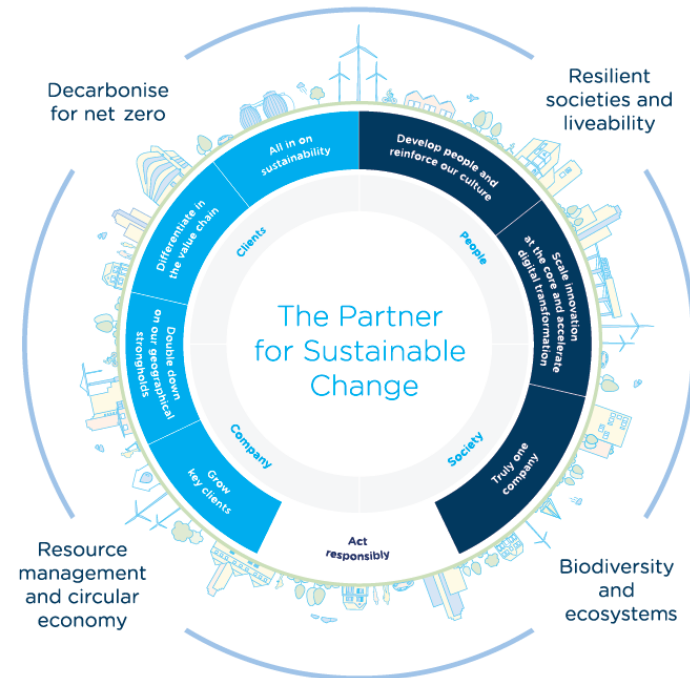 Decarbonise
for net zero
Resilient
societies and
liveability
All in on
sustainability
Develop people and
reinforce our culture
Differentiate in
the value chain
Scale innovation
at the core and accelerate
digital transformation
Clients
People
The Partner
for Sustainable
Change
Double down
on our geographical
strongholds
Company
Society
Grow
key clients
Truly one
company
Act
responsibly
Resource
management
and circular
economy
Biodiversity
and
ecosystems